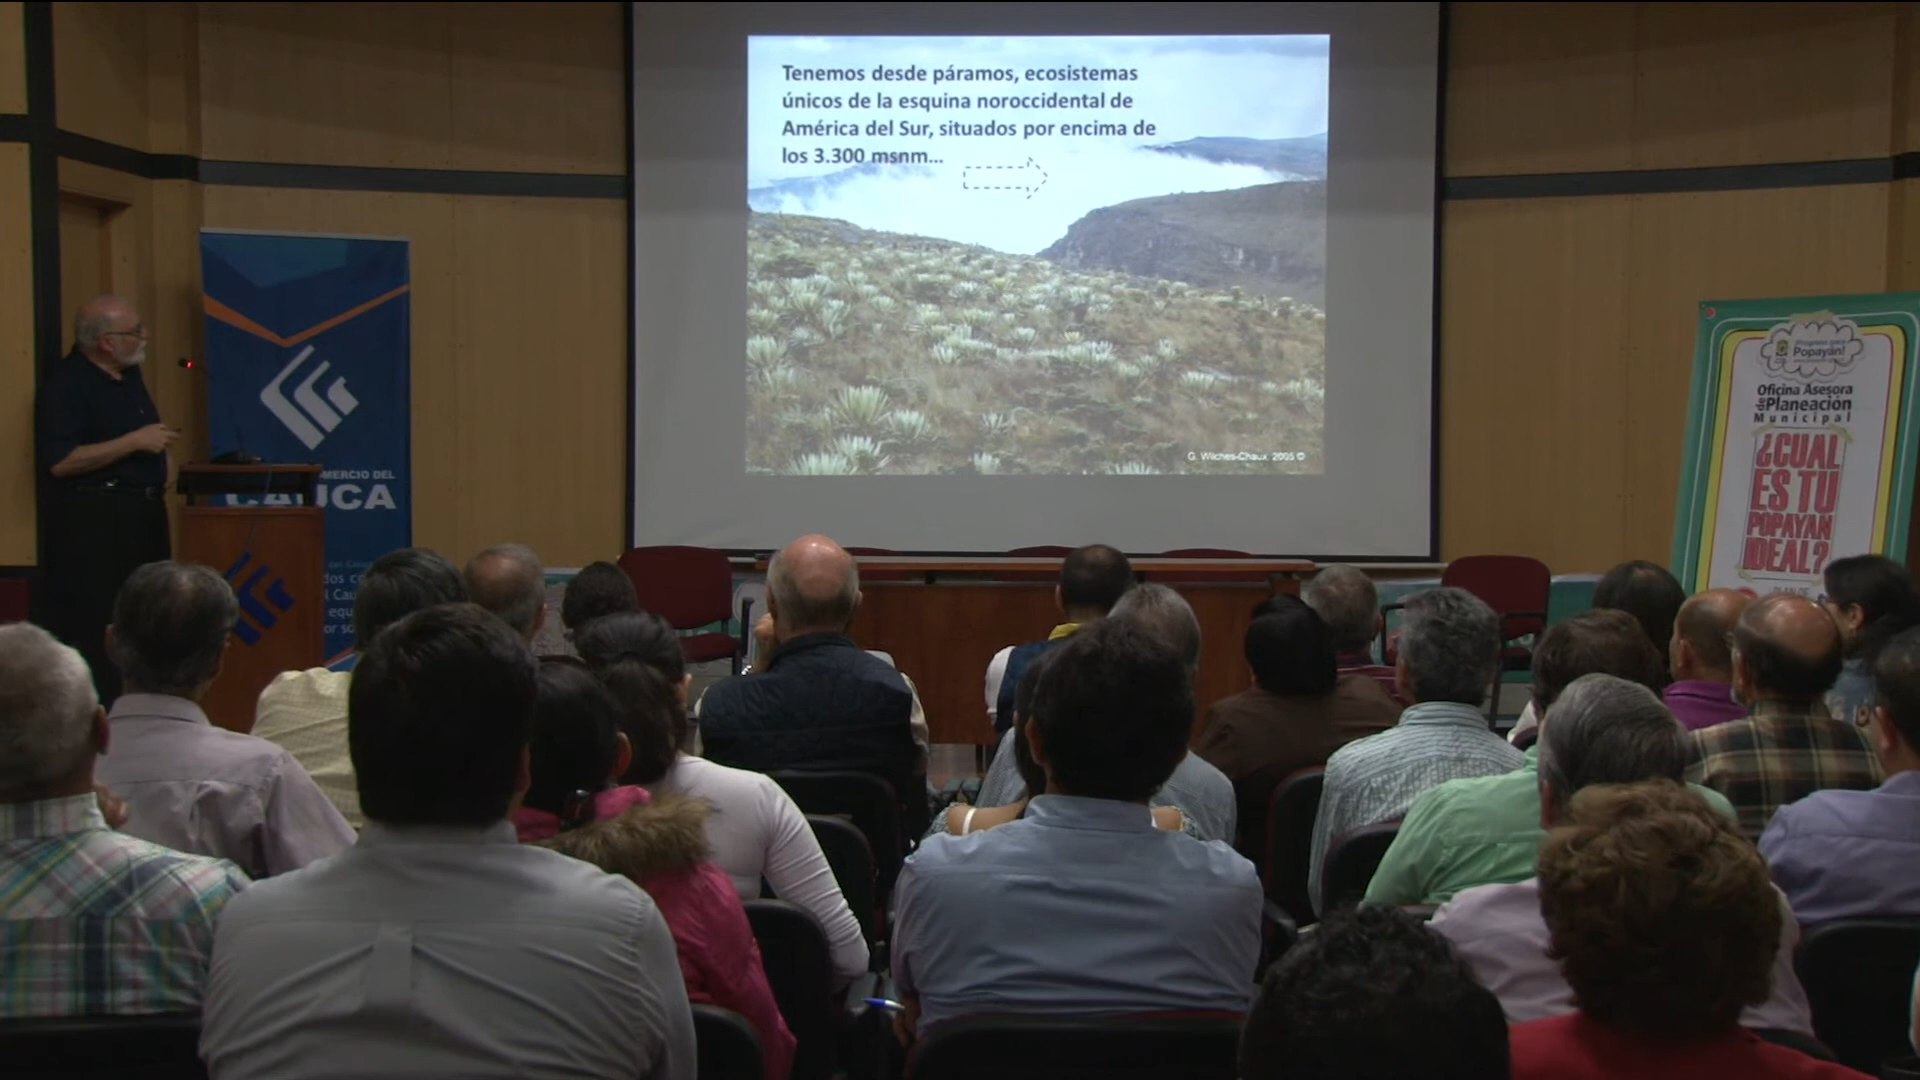 Tenemos desde páramos, ecosistemas
únicos de la esquina noroccidental de
América del Sur, situados por encima de
los 3.300 msnm...
G. Wilches-Chaux 2005 ©
MERCIO DEL
CAUCA
¡Progreso para
Popayán!
Oficina Asesora
de Planeación
Municipal
¿CUAL
ES TU
POPAYAN
IDEAL?